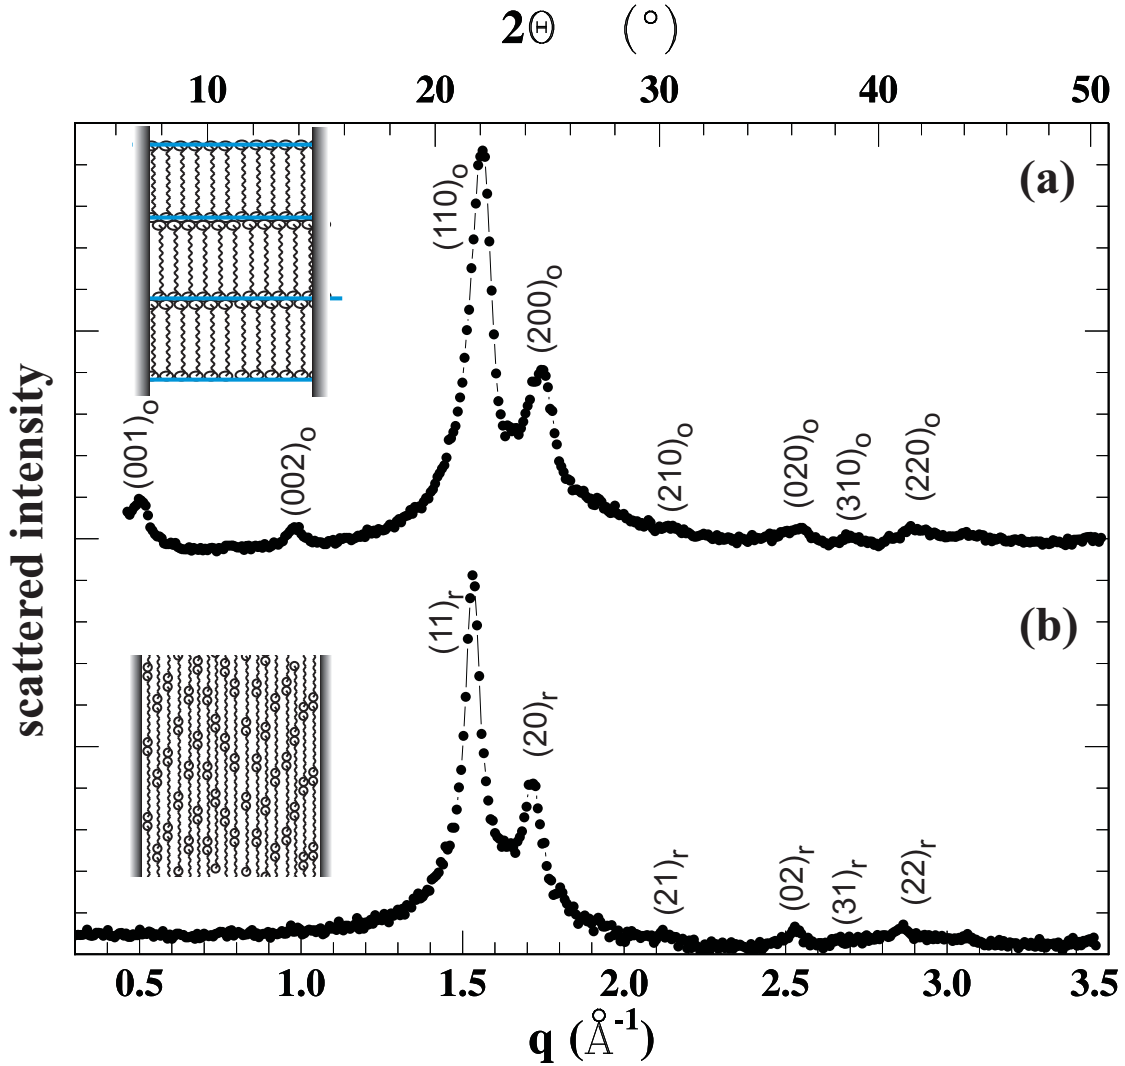 2Θ (°)
10 20 30 40 50
(a)
(110)o
(200)o
(001)o
(002)o
(210)o
(020)o
(310)o
(220)o
scattered intensity
(b)
(11)r
(20)r
(21)r
(02)r
(31)r
(22)r
0.5 1.0 1.5 2.0 2.5 3.0 3.5
q (Å-1)